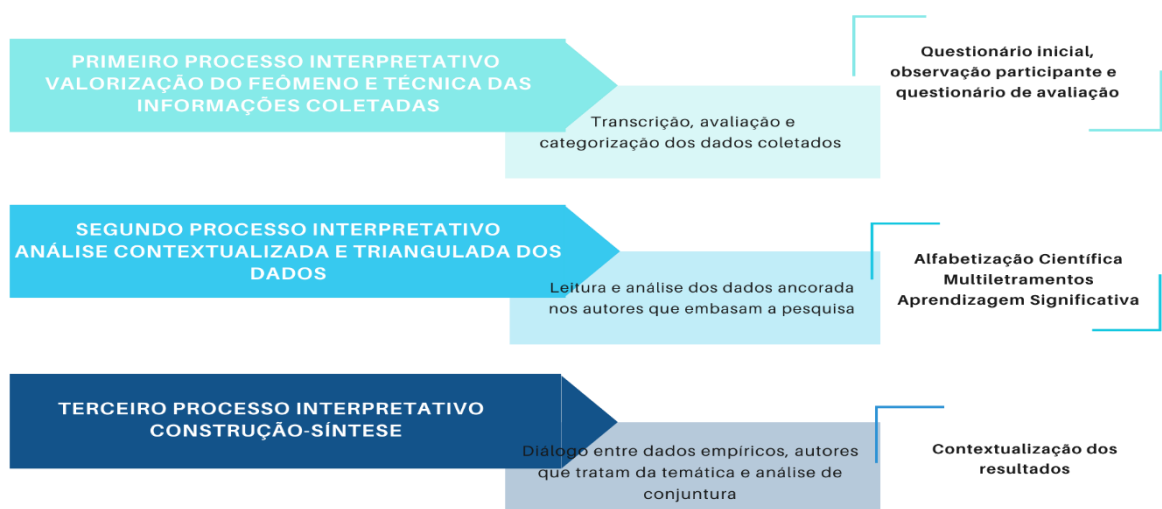 PRIMEIRO PROCESSO INTERPRETATIVO
VALORIZAÇÃO DO FEÔMENO E TÉCNICA DAS
INFORMAÇÕES COLETADAS
Transcrição, avaliação e
categorização dos dados coletados
Questionário inicial,
observação participante e
questionário de avaliação
SEGUNDO PROCESSO INTERPRETATIVO
ANÁLISE CONTEXTUALIZADA E TRIANGULADA DOS
DADOS
Leitura e análise dos dados ancorada
nos autores que embasam a pesquisa
Alfabetização Científica
Multiletramentos
Aprendizagem Significativa
TERCEIRO PROCESSO INTERPRETATIVO
CONSTRUÇÃO-SÍNTESE
Diálogo entre dados empíricos, autores
que tratam da temática e análise de
conjuntura
Contextualização dos
resultados